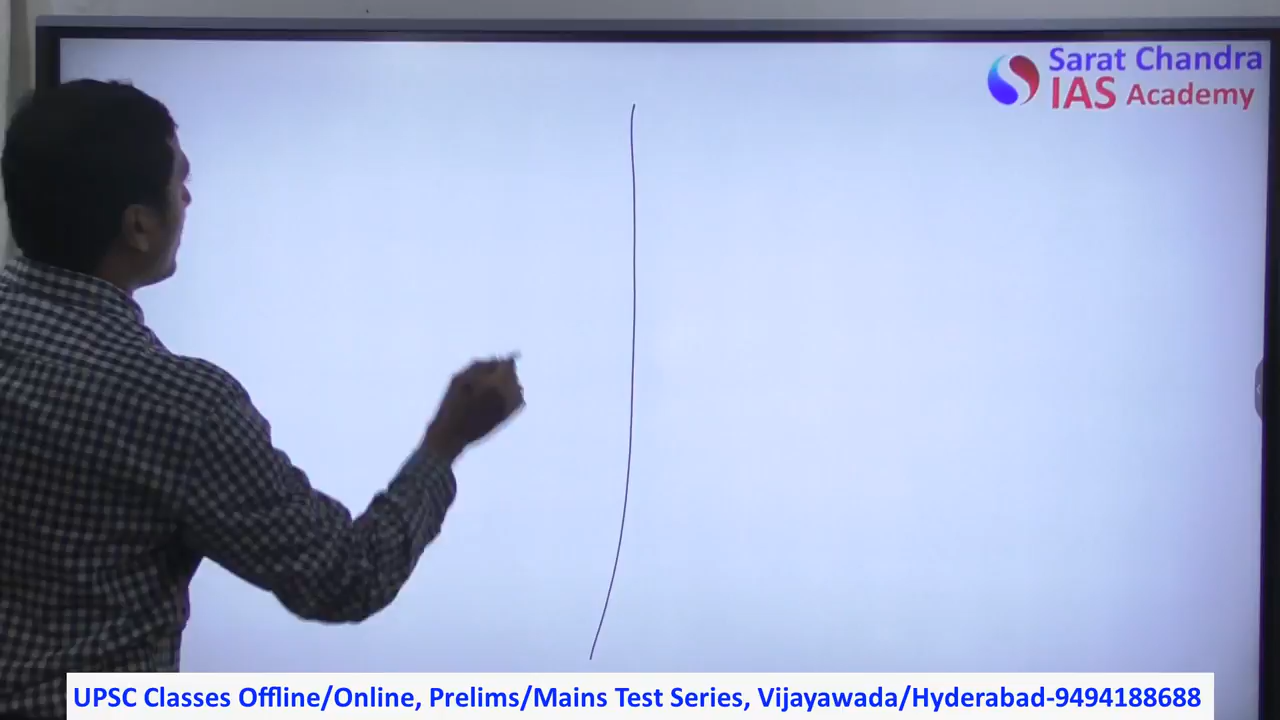 Sarat Chandra
IAS Academy
UPSC Classes Offline/Online, Prelims/Mains Test Series, Vijayawada/Hyderabad-9494188688